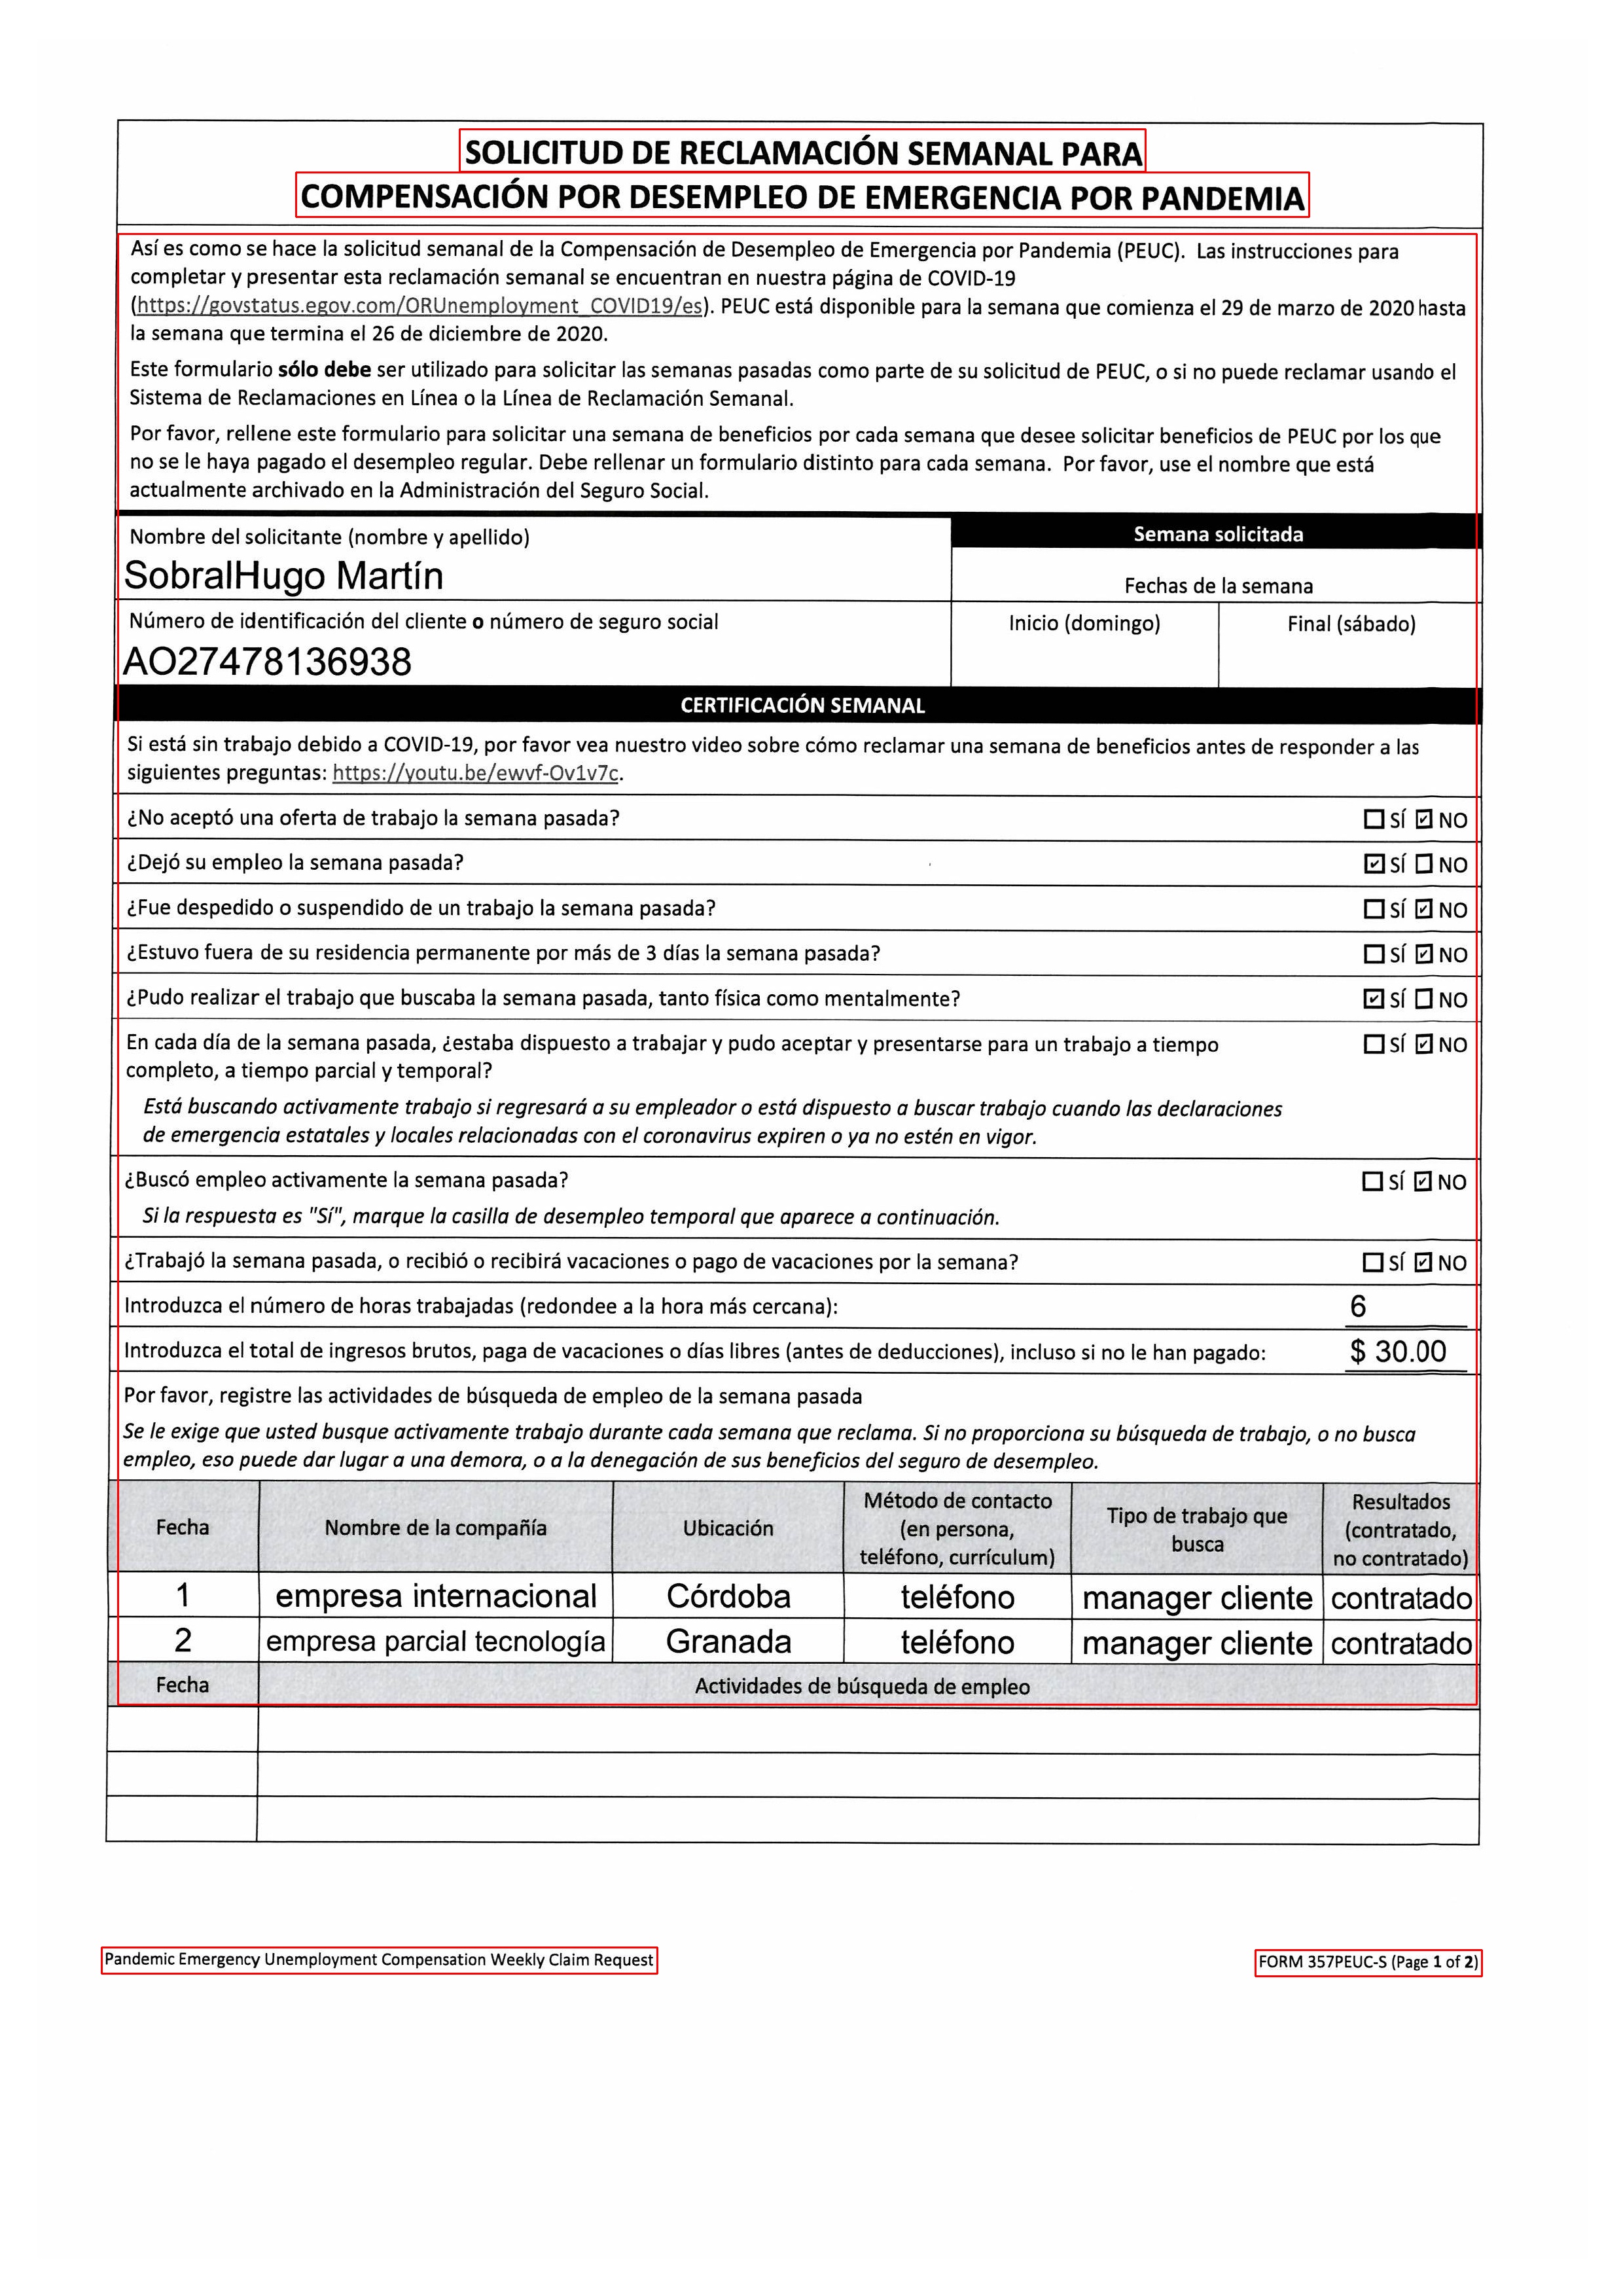 SOLICITUD DE RECLAMACIÓN SEMANAL PARA
COMPENSACIÓN POR DESEMPLEO DE EMERGENCIA POR PANDEMIA
Así es como se hace la solicitud semanal de la Compensación de Desempleo de Emergencia por Pandemia (PEUC). Las instrucciones para
completar y presentar esta reclamación semanal se encuentran en nuestra página de COVID-19
(https://govstatus.egov.com/ORUnemployment_COVID19/es). PEUC está disponible para la semana que comienza el 29 de marzo de 2020 hasta
la semana que termina el 26 de diciembre de 2020.
Este formulario sólo debe ser utilizado para solicitar las semanas pasadas como parte de su solicitud de PEUC, o si no puede reclamar usando el
Sistema de Reclamaciones en Línea o la Línea de Reclamación Semanal.
Por favor, rellene este formulario para solicitar una semana de beneficios por cada semana que desee solicitar beneficios de PEUC por los que
no se le haya pagado el desempleo regular. Debe rellenar un formulario distinto para cada semana. Por favor, use el nombre que está
actualmente archivado en la Administración del Seguro Social.
Nombre del solicitante (nombre y apellido)
SobralHugo Martín
Semana solicitada
Fechas de la semana
Número de identificación del cliente o número de seguro social
AO27478136938
Inicio (domingo)
Final (sábado)
CERTIFICACIÓN SEMANAL
Si está sin trabajo debido a COVID-19, por favor vea nuestro video sobre cómo reclamar una semana de beneficios antes de responder a las
siguientes preguntas: https://youtu.be/ewvf-Ov1v7c.
¿No aceptó una oferta de trabajo la semana pasada? ☐ SÍ ☑ NO
¿Dejó su empleo la semana pasada? ☑ SÍ ☐ NO
¿Fue despedido o suspendido de un trabajo la semana pasada? ☐ SÍ ☑ NO
¿Estuvo fuera de su residencia permanente por más de 3 días la semana pasada? ☐ SÍ ☑ NO
¿Pudo realizar el trabajo que buscaba la semana pasada, tanto física como mentalmente? ☑ SÍ ☐ NO
En cada día de la semana pasada, ¿estaba dispuesto a trabajar y pudo aceptar y presentarse para un trabajo a tiempo ☐ SÍ ☑ NO
completo, a tiempo parcial y temporal?
Está buscando activamente trabajo si regresará a su empleador o está dispuesto a buscar trabajo cuando las declaraciones
de emergencia estatales y locales relacionadas con el coronavirus expiren o ya no estén en vigor.
¿Buscó empleo activamente la semana pasada? ☐ SÍ ☑ NO
Si la respuesta es "Sí", marque la casilla de desempleo temporal que aparece a continuación.
¿Trabajó la semana pasada, o recibió o recibirá vacaciones o pago de vacaciones por la semana? ☐ SÍ ☑ NO
Introduzca el número de horas trabajadas (redondee a la hora más cercana): 6
Introduzca el total de ingresos brutos, paga de vacaciones o días libres (antes de deducciones), incluso si no le han pagado: $ 30.00
Por favor, registre las actividades de búsqueda de empleo de la semana pasada
Se le exige que usted busque activamente trabajo durante cada semana que reclama. Si no proporciona su búsqueda de trabajo, o no busca
empleo, eso puede dar lugar a una demora, o a la denegación de sus beneficios del seguro de desempleo.
Fecha
Nombre de la compañía
Ubicación
Método de contacto
(en persona,
teléfono, currículum)
Tipo de trabajo que
busca
Resultados
(contratado,
no contratado)
1 empresa internacional Córdoba teléfono manager cliente contratado
2 empresa parcial tecnología Granada teléfono manager cliente contratado
Fecha Actividades de búsqueda de empleo
Pandemic Emergency Unemployment Compensation Weekly Claim Request
FORM 357PEUC-S (Page 1 of 2)